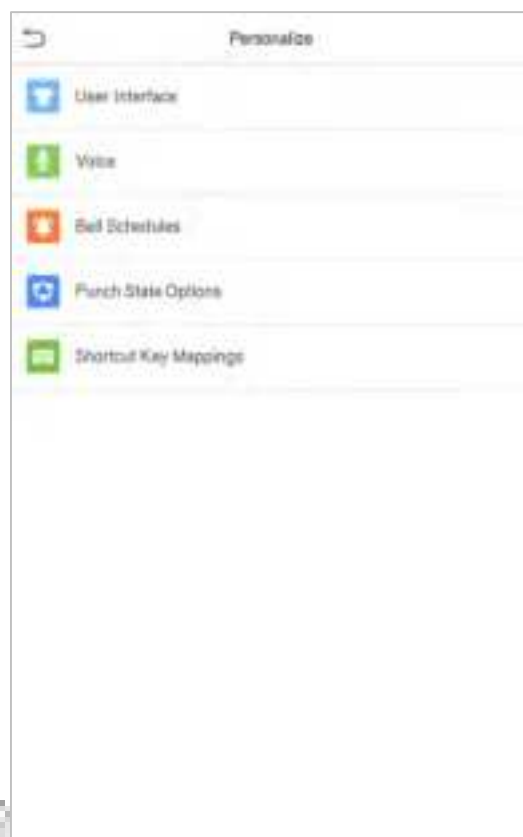 Personalize
User Interface
Voice
Bell Schedules
Punch State Options
Shortcut Key Mappings